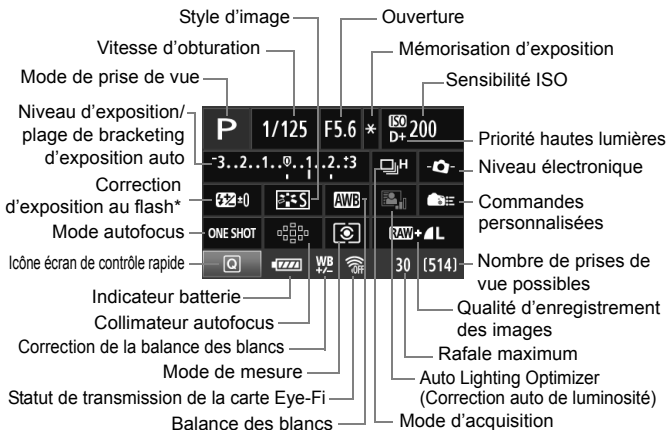 Style d'image
Ouverture
Vitesse d'obturation
Mémorisation d'exposition
Mode de prise de vue
Sensibilité ISO
Niveau d'exposition/
plage de bracketing
d'exposition auto
P 1/125 F5.6 * ISO D+ 200
Priorité hautes lumières
-3..2..1..0..1..2..+3 H
Niveau électronique
Correction
d'exposition au flash*
±0 S AWB
Commandes
personnalisées
Mode autofocus
ONE SHOT RAW+L
Icône écran de contrôle rapide
Q WB +/- OFF 30 [514]
Nombre de prises de
vue possibles
Indicateur batterie
Qualité d'enregistrement
des images
Collimateur autofocus
Correction de la balance des blancs
Rafale maximum
Mode de mesure
Auto Lighting Optimizer
(Correction auto de luminosité)
Statut de transmission de la carte Eye-Fi
Balance des blancs
Mode d'acquisition